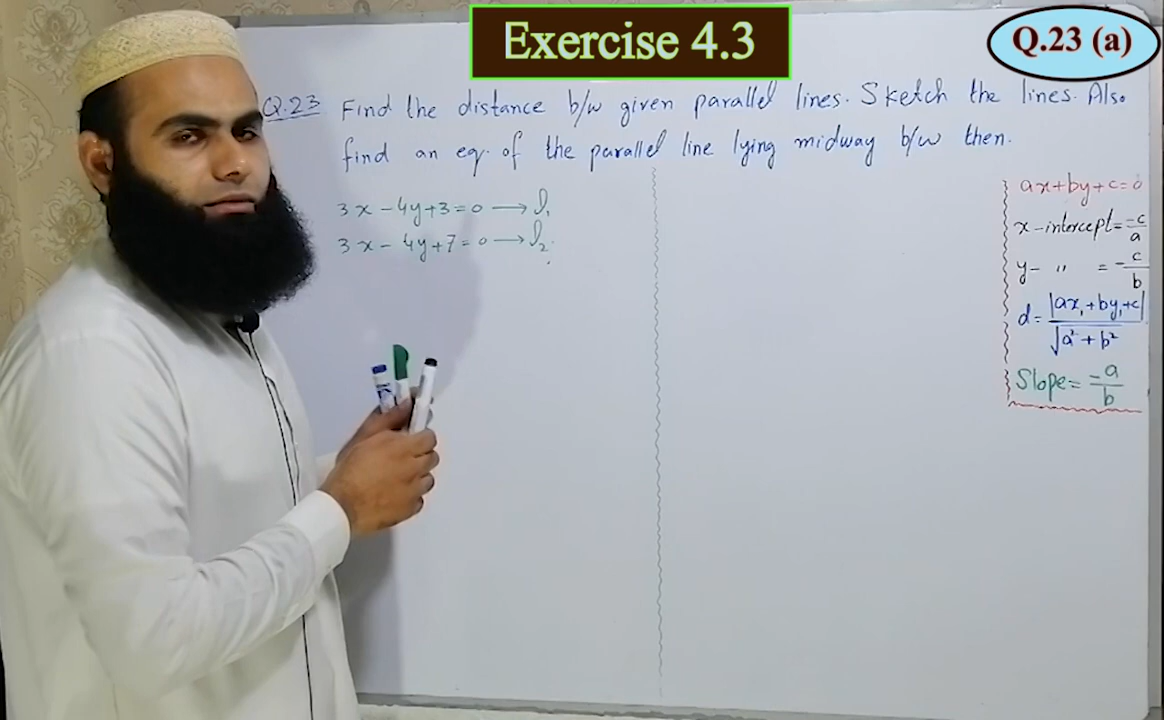 Exercise 4.3
Q.23 (a)
Q.23 Find the distance b/w given parallel lines. Sketch the lines. Also
find an eq. of the parallel line lying midway b/w then.
3x - 4y + 3 = 0 → l₁
3x - 4y + 7 = 0 → l₂
ax+by+c=0
x-intercept = -c/a
y- " = -c/b
d = |ax₁+by₁+c| / √a²+b²
Slope = -a/b